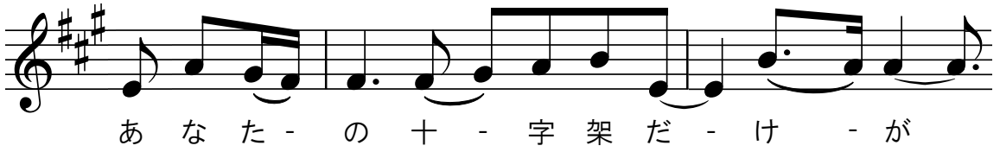 あ な た - の 十 - 字 架 だ - け - が